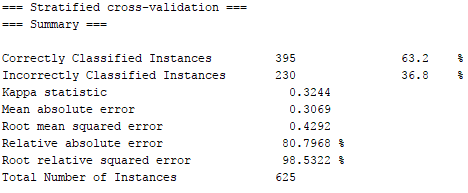 === Stratified cross-validation ===
=== Summary ===
Correctly Classified Instances 395 63.2 %
Incorrectly Classified Instances 230 36.8 %
Kappa statistic 0.3244
Mean absolute error 0.3069
Root mean squared error 0.4292
Relative absolute error 80.7968 %
Root relative squared error 98.5322 %
Total Number of Instances 625